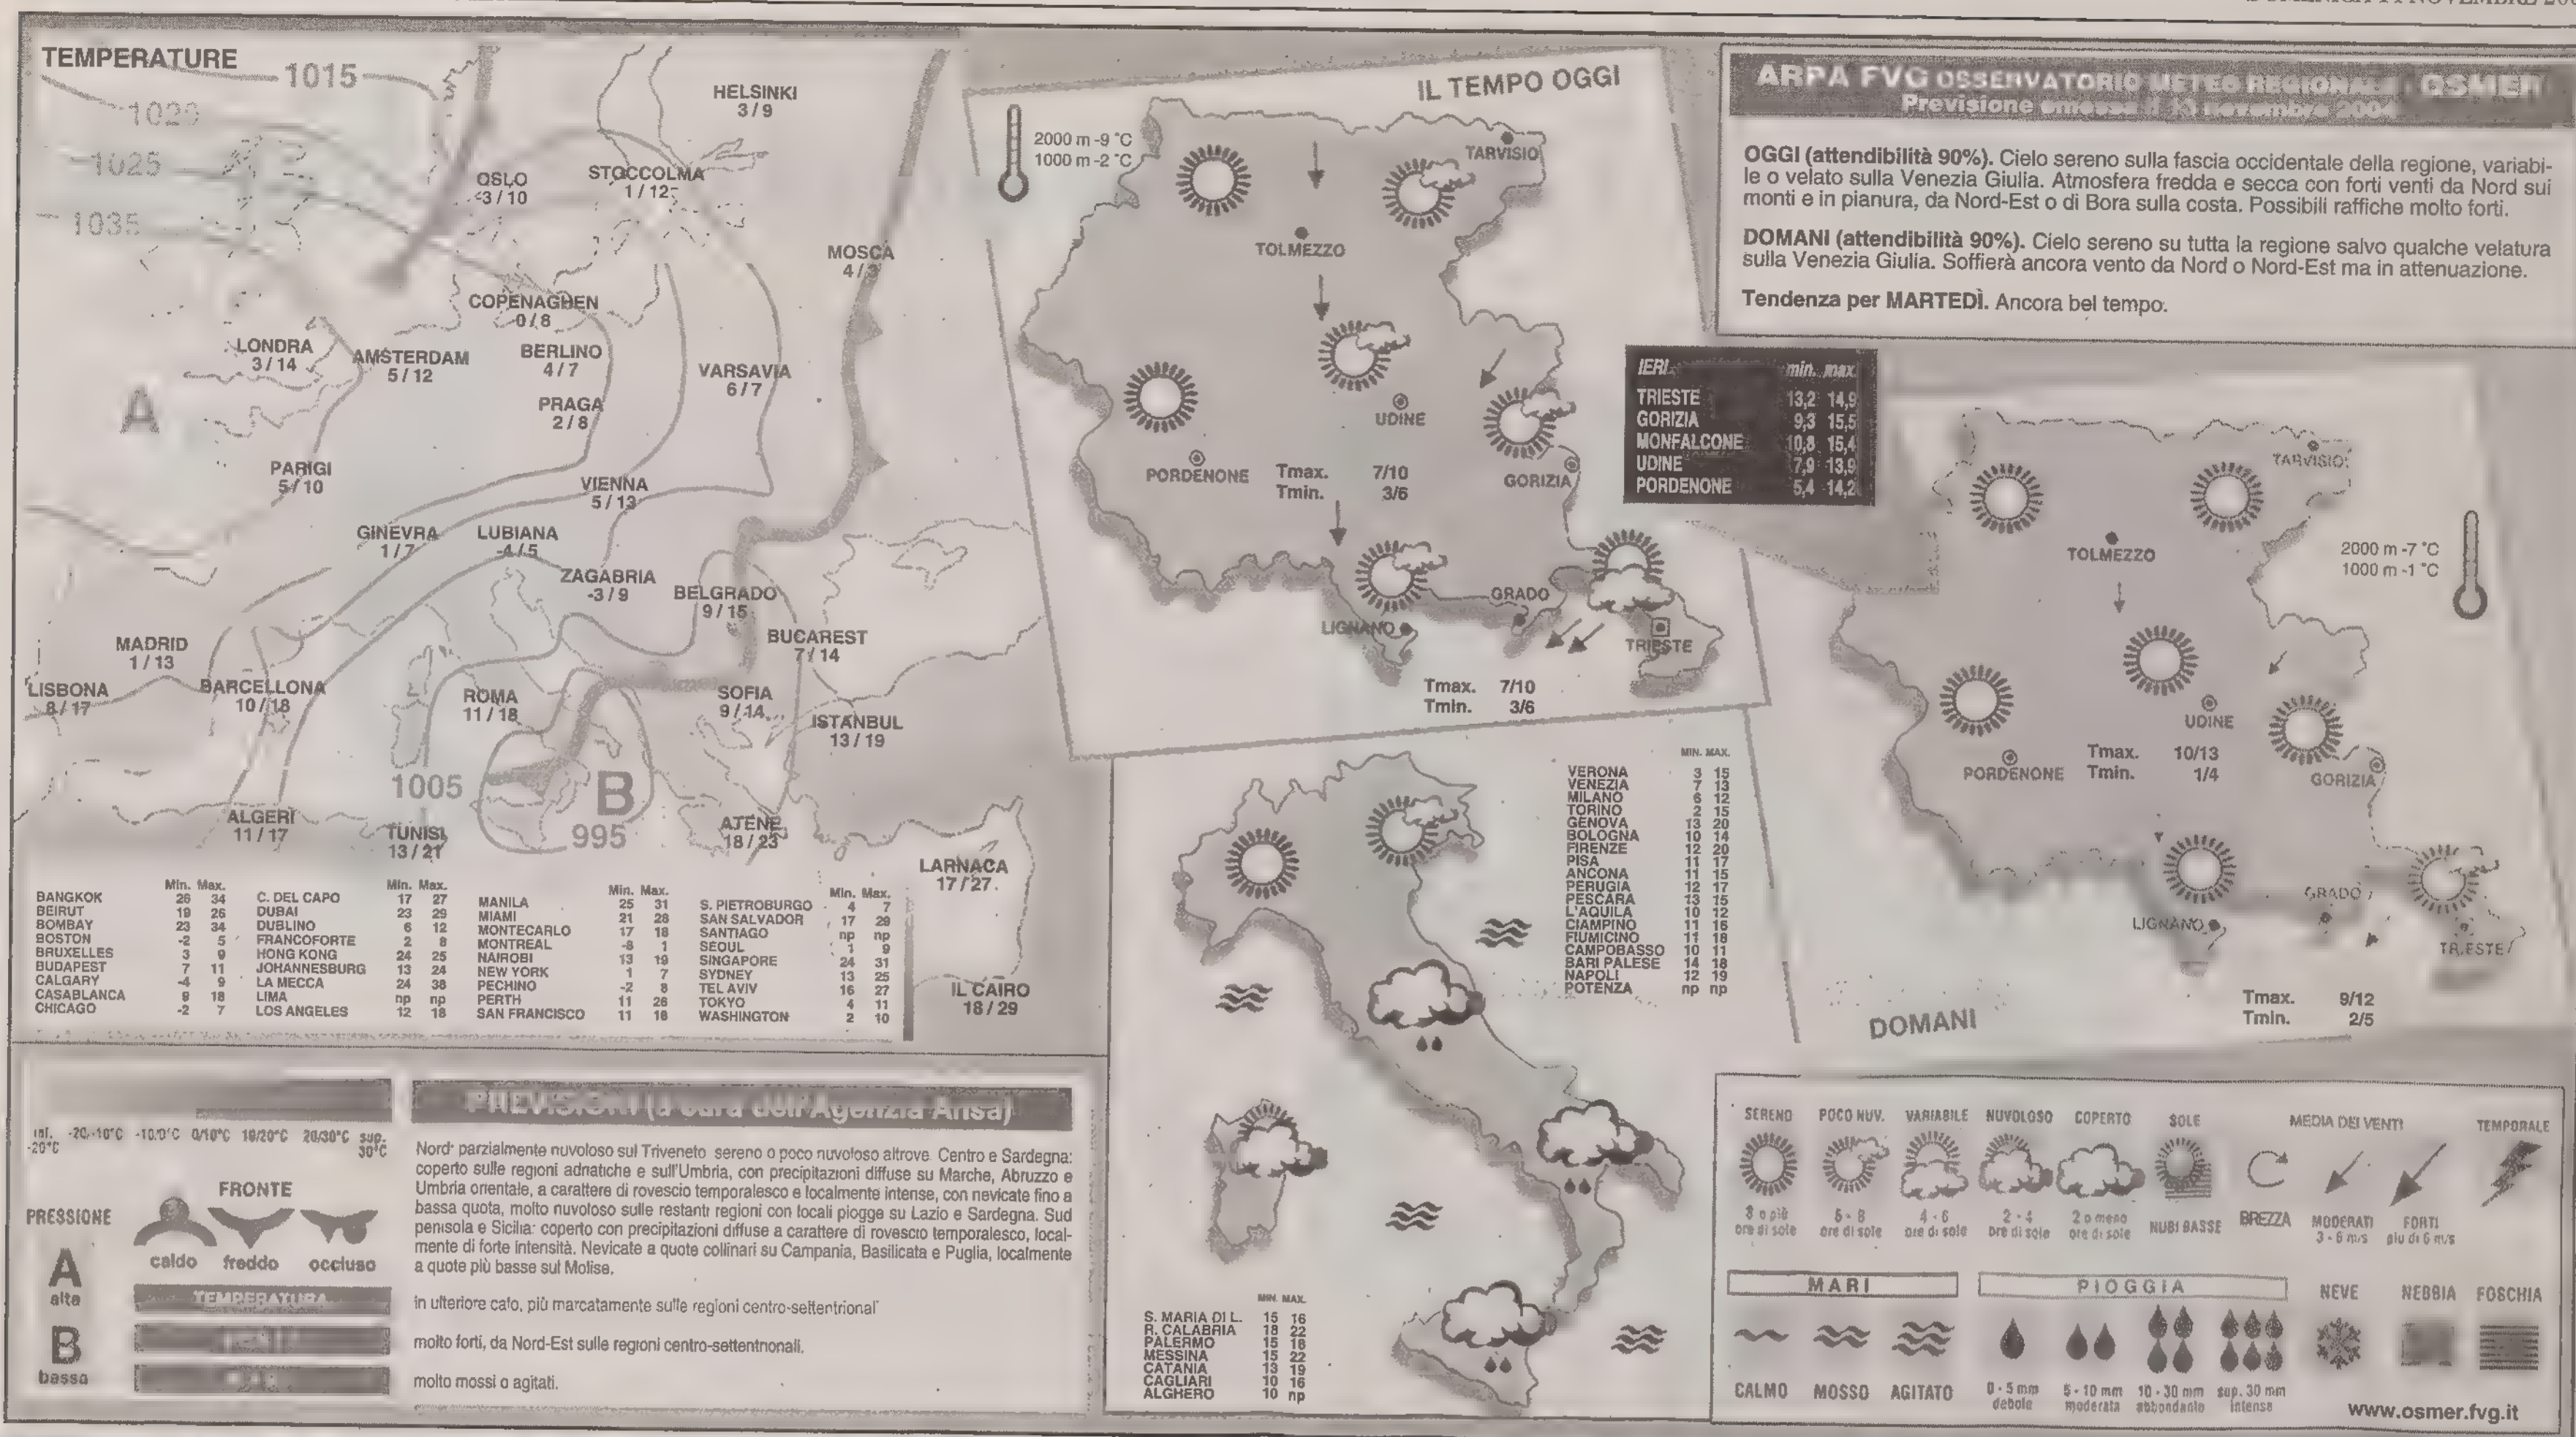 TEMPERATURE
1015
1020
1025
1035
HELSINKI
3 / 9
OSLO
-3 / 10
STOCCOLMA
1 / 12
MOSCA
4 /
COPENAGHEN
0 / 8
LONDRA
3 / 14
AMSTERDAM
5 / 12
BERLINO
4 / 7
VARSAVIA
6 / 7
A
PRAGA
2 / 8
PARIGI
5 / 10
VIENNA
5 / 13
GINEVRA
1 / 7
LUBIANA
-4 / 5
ZAGABRIA
-3 / 9
BELGRADO
9 / 15
BUCAREST
7 / 14
MADRID
1 / 13
LISBONA
8 / 17
BARCELLONA
10 / 18
ROMA
11 / 18
SOFIA
9 / 14
ISTANBUL
13 / 19
1005
B
995
ALGERI
11 / 17
TUNISI
13 / 21
ATENE
18 / 23
LARNACA
17 / 27
IL CAIRO
18 / 29
Min. Max.
BANGKOK 26 34
BEIRUT 19 26
BOMBAY 23 34
BOSTON -2 5
BRUXELLES 3 9
BUDAPEST 7 11
CALGARY -4 9
CASABLANCA 9 18
CHICAGO -2 7
Min. Max.
C. DEL CAPO 17 27
DUBAI 23 29
DUBLINO 6 12
FRANCOFORTE 2 8
HONG KONG 24 25
JOHANNESBURG 13 24
LA MECCA 24 38
LIMA np np
LOS ANGELES 12 18
Min. Max.
MANILA 25 31
MIAMI 21 28
MONTECARLO 17 18
MONTREAL -8 1
NAIROBI 13 19
NEW YORK 1 7
PECHINO -2 8
PERTH 11 26
SAN FRANCISCO 11 18
Min. Max.
S. PIETROBURGO 4 7
SAN SALVADOR 17 29
SANTIAGO np np
SEOUL 1 9
SINGAPORE 24 31
SYDNEY 13 25
TEL AVIV 16 27
TOKYO 4 11
WASHINGTON 2 10
IL TEMPO OGGI
2000 m -9 °C
1000 m -2 °C
TARVISIO
TOLMEZZO
UDINE
PORDENONE
Tmax. 7/10
Tmin. 3/6
GORIZIA
GRADO
LIGNANO
TRIESTE
Tmax. 7/10
Tmin. 3/6
ARPA FVG OSSERVATORIO METEO REGIONALE
Previsione emessa il 13 novembre 2004
OGGI (attendibilità 90%). Cielo sereno sulla fascia occidentale della regione, variabi-
le o velato sulla Venezia Giulia. Atmosfera fredda e secca con forti venti da Nord sui
monti e in pianura, da Nord-Est o di Bora sulla costa. Possibili raffiche molto forti.
DOMANI (attendibilità 90%). Cielo sereno su tutta la regione salvo qualche velatura
sulla Venezia Giulia. Soffierà ancora vento da Nord o Nord-Est ma in attenuazione.
Tendenza per MARTEDÌ. Ancora bel tempo.
IERI min. max.
TRIESTE 13,2 14,9
GORIZIA 9,3 15,5
MONFALCONE 10,8 15,4
UDINE 7,9 13,9
PORDENONE 5,4 14,2
TARVISIO
TOLMEZZO
2000 m -7 °C
1000 m -1 °C
UDINE
PORDENONE
Tmax. 10/13
Tmin. 1/4
GORIZIA
GRADO
LIGNANO
TRIESTE
DOMANI
Tmax. 9/12
Tmin. 2/5
MIN. MAX.
VERONA 3 15
VENEZIA 7 13
MILANO 6 12
TORINO 2 15
GENOVA 13 20
BOLOGNA 10 14
FIRENZE 12 20
PISA 11 17
ANCONA 11 15
PERUGIA 12 17
PESCARA 13 15
L'AQUILA 10 12
CIAMPINO 11 16
FIUMICINO 11 18
CAMPOBASSO 10 11
BARI PALESE 14 18
NAPOLI 12 19
POTENZA np np
MIN. MAX.
S. MARIA DI L. 15 16
R. CALABRIA 18 22
PALERMO 15 18
MESSINA 15 22
CATANIA 13 19
CAGLIARI 10 16
ALGHERO 10 np
inf. -20°C -20/-10°C -10/0°C 0/10°C 10/20°C 20/30°C sup. 30°C
PRESSIONE
FRONTE
caldo freddo occluso
A
alta
B
bassa
PREVISIONI (a cura dell'Agenzia Ansa)
Nord: parzialmente nuvoloso sul Triveneto sereno o poco nuvoloso altrove. Centro e Sardegna:
coperto sulle regioni adriatiche e sull'Umbria, con precipitazioni diffuse su Marche, Abruzzo e
Umbria orientale, a carattere di rovescio temporalesco e localmente intense, con nevicate fino a
bassa quota, molto nuvoloso sulle restanti regioni con locali piogge su Lazio e Sardegna. Sud
penisola e Sicilia: coperto con precipitazioni diffuse a carattere di rovescio temporalesco, local-
mente di forte intensità. Nevicate a quote collinari su Campania, Basilicata e Puglia, localmente
a quote più basse sul Molise.
TEMPERATURA
in ulteriore calo, più marcatamente sulle regioni centro-settentrional
molto forti, da Nord-Est sulle regioni centro-settentrionali.
molto mossi o agitati.
SERENO POCO NUV. VARIABILE NUVOLOSO COPERTO SOLE MEDIA DEI VENTI TEMPORALE
8 o più ore di sole
6 - 8 ore di sole
4 - 6 ore di sole
2 - 4 ore di sole
2 o meno ore di sole
NUBI BASSE
BREZZA
MODERATI 3 - 6 m/s
FORTI più di 6 m/s
MARI PIOGGIA NEVE NEBBIA FOSCHIA
CALMO MOSSO AGITATO
0 - 5 mm debole
5 - 10 mm moderata
10 - 30 mm abbondante
sup. 30 mm intensa
www.osmer.fvg.it